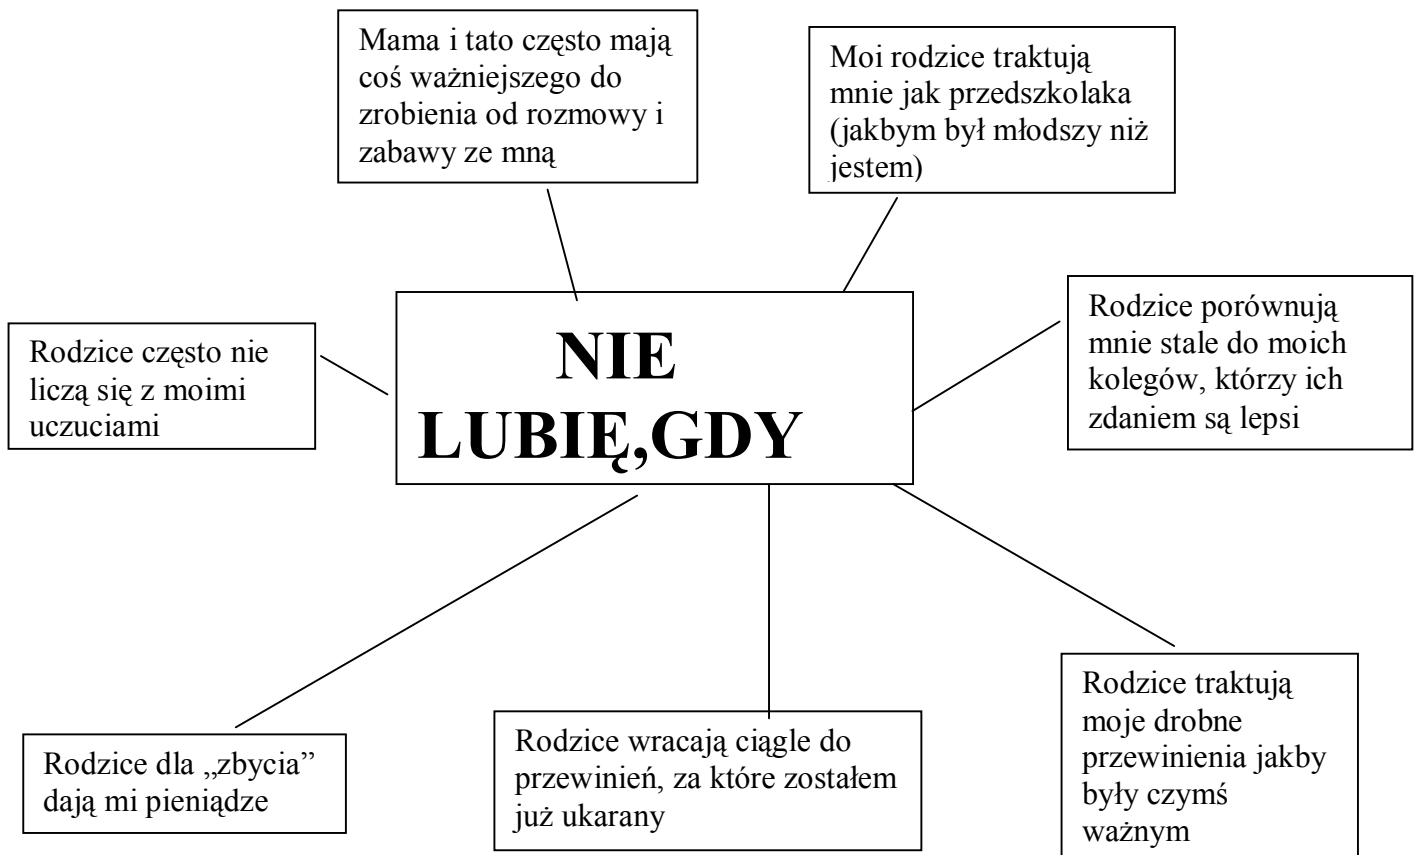 Mama i tato często mają
coś ważniejszego do
zrobienia od rozmowy i
zabawy ze mną
Moi rodzice traktują
mnie jak przedszkolaka
(jakbym był młodszy niż
jestem)
Rodzice często nie
liczą się z moimi
uczuciami
NIE
LUBIĘ,GDY
Rodzice porównują
mnie stale do moich
kolegów, którzy ich
zdaniem są lepsi
Rodzice dla „zbycia”
dają mi pieniądze
Rodzice wracają ciągle do
przewinień, za które zostałem
już ukarany
Rodzice traktują
moje drobne
przewinienia jakby
były czymś
ważnym